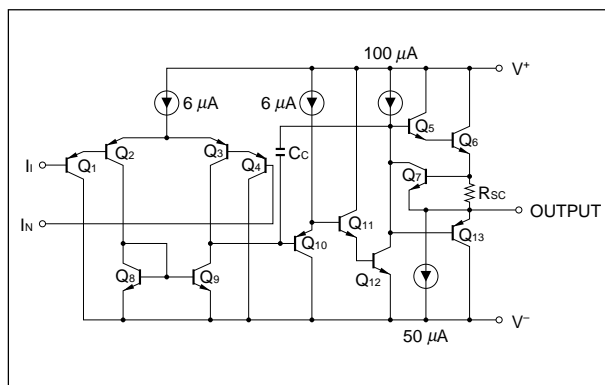 100 μA
V+
6 μA
6 μA
Q5
Q6
CC
Q2
Q3
Q1
Q4
Q7
RSC
II
OUTPUT
IN
Q11
Q10
Q13
Q12
Q8
Q9
V−
50 μA